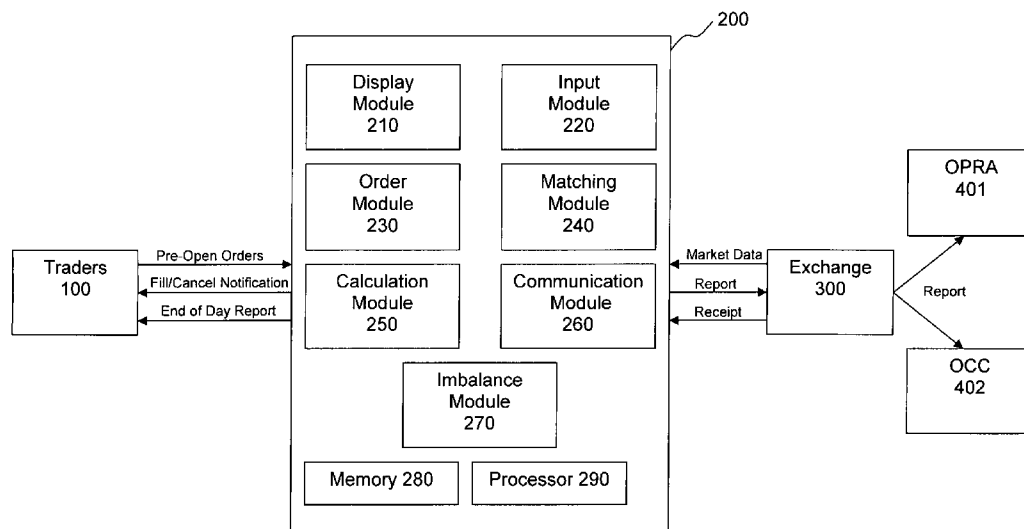 200
Display
Module
210
Input
Module
220
Order
Module
230
Matching
Module
240
OPRA
401
Traders
100
Pre-Open Orders
Fill/Cancel Notification
End of Day Report
Calculation
Module
250
Communication
Module
260
Market Data
Report
Receipt
Exchange
300
Report
OCC
402
Imbalance
Module
270
Memory 280
Processor 290